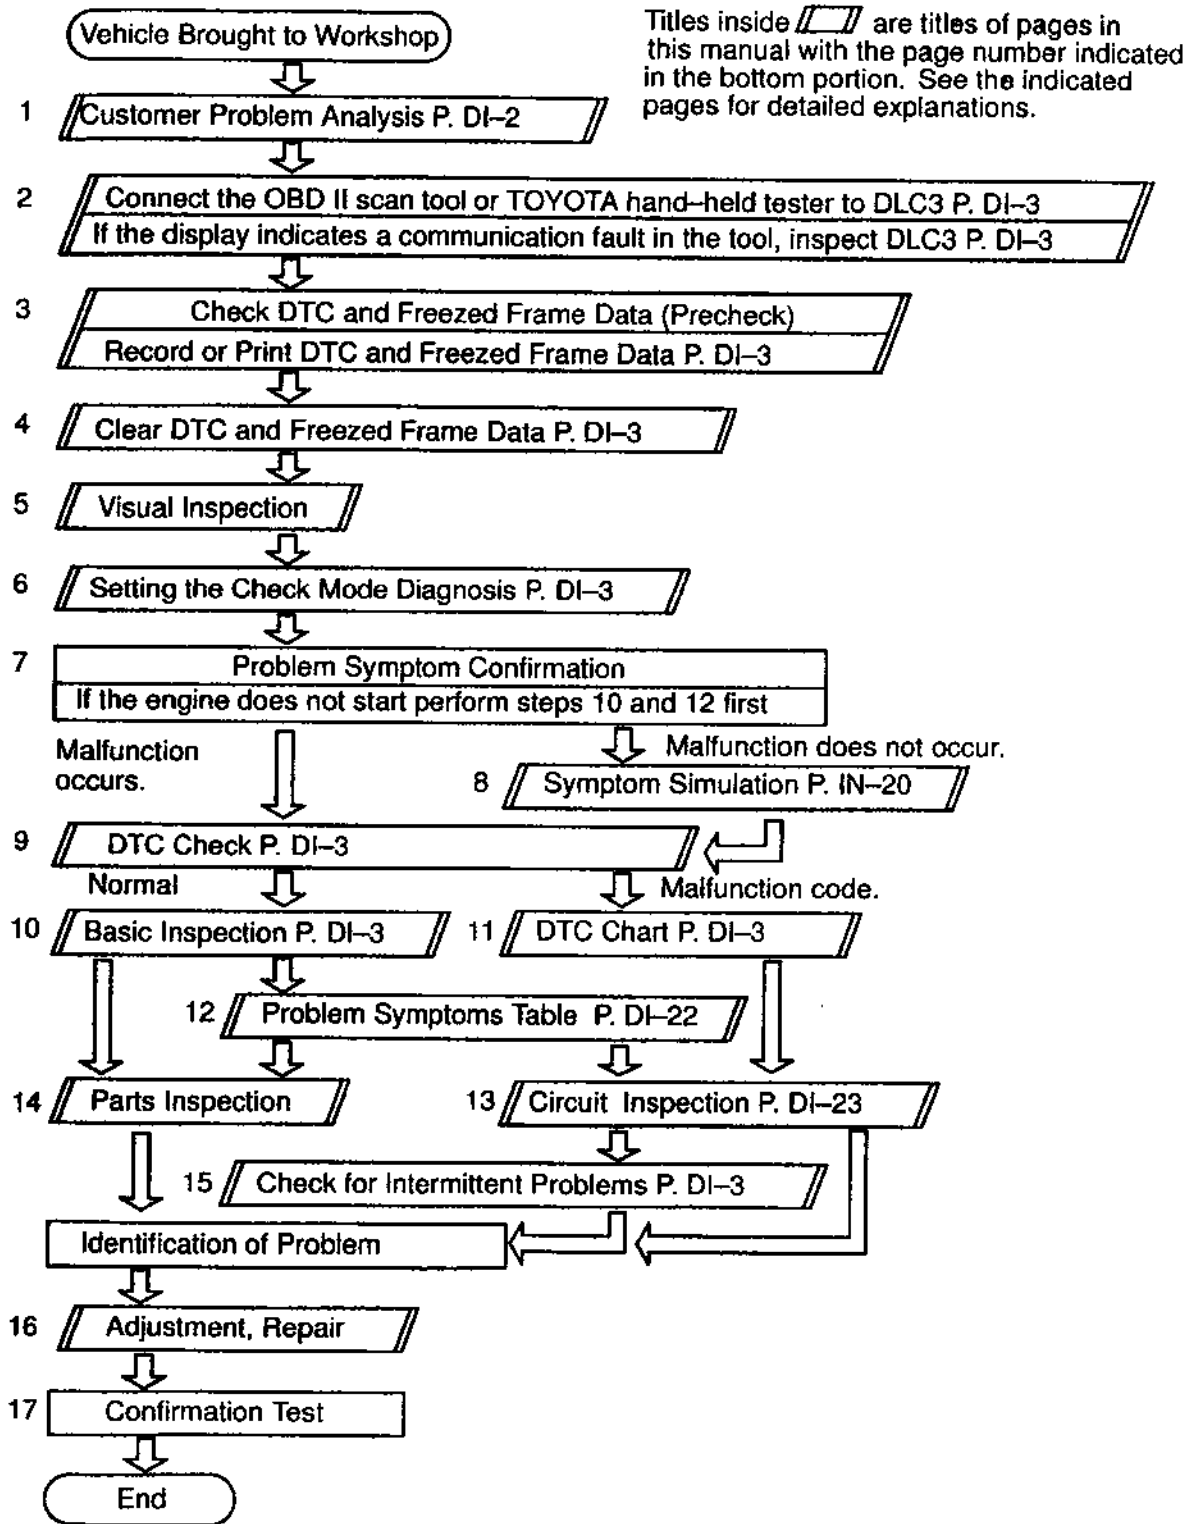 Vehicle Brought to Workshop
Titles inside are titles of pages in
this manual with the page number indicated
in the bottom portion. See the indicated
pages for detailed explanations.
1 Customer Problem Analysis P. DI–2
2 Connect the OBD II scan tool or TOYOTA hand–held tester to DLC3 P. DI–3
If the display indicates a communication fault in the tool, inspect DLC3 P. DI–3
3 Check DTC and Freezed Frame Data (Precheck)
Record or Print DTC and Freezed Frame Data P. DI–3
4 Clear DTC and Freezed Frame Data P. DI–3
5 Visual Inspection
6 Setting the Check Mode Diagnosis P. DI–3
7 Problem Symptom Confirmation
If the engine does not start perform steps 10 and 12 first
Malfunction
occurs.
Malfunction does not occur.
8 Symptom Simulation P. IN–20
9 DTC Check P. DI–3
Normal
Malfunction code.
10 Basic Inspection P. DI–3
11 DTC Chart P. DI–3
12 Problem Symptoms Table P. DI–22
14 Parts Inspection
13 Circuit Inspection P. DI–23
15 Check for Intermittent Problems P. DI–3
Identification of Problem
16 Adjustment, Repair
17 Confirmation Test
End